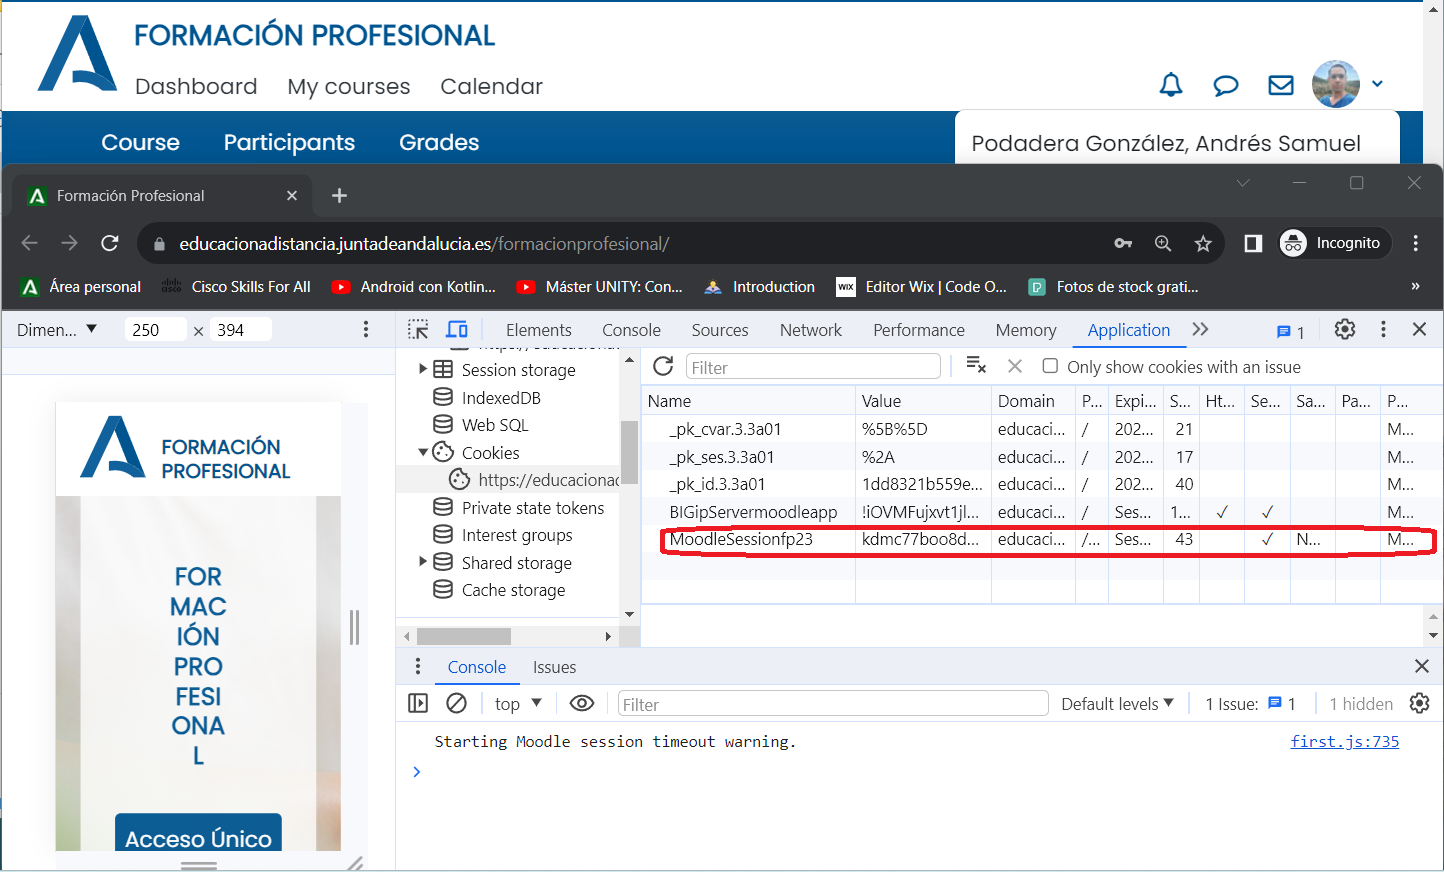 FORMACIÓN PROFESIONAL
Dashboard My courses Calendar
Course Participants Grades
Podadera González, Andrés Samuel
Formación Profesional
educacionadistancia.juntadeandalucia.es/formacionprofesional/
Incognito
Área personal
Cisco Skills For All
Android con Kotlin...
Máster UNITY: Con...
Introduction
WIX Editor Wix | Code O...
Fotos de stock grati...
»
Dimen... 250 × 394
Elements Console Sources Network Performance Memory Application 1
Session storage
IndexedDB
Web SQL
Cookies
https://educacionac
Private state tokens
Interest groups
Shared storage
Cache storage
Filter Only show cookies with an issue
Name Value Domain P... Expi... S... Ht... Se... Sa... Pa... P...
_pk_cvar.3.3a01 %5B%5D educaci... / 202... 21 M...
_pk_ses.3.3a01 %2A educaci... / 202... 17 M...
_pk_id.3.3a01 1dd8321b559e... educaci... / 202... 40 M...
BIGipServermoodleapp !iOVMFujxvt1jl... educaci... / Ses... 1... ✓ ✓ M...
MoodleSessionfp23 kdmc77boo8d... educaci... /... Ses... 43 ✓ N... M...
FORMACIÓN
PROFESIONAL
FOR
MAC
IÓN
PRO
FESI
ONA
L
Acceso Único
Console Issues
top Filter Default levels 1 Issue: 1 1 hidden
Starting Moodle session timeout warning. first.js:735